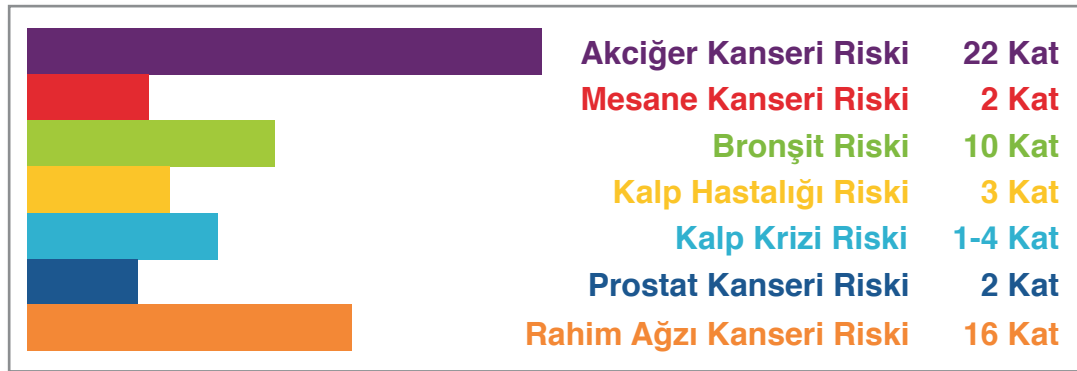 Akciğer Kanseri Riski 22 Kat
Mesane Kanseri Riski 2 Kat
Bronşit Riski 10 Kat
Kalp Hastalığı Riski 3 Kat
Kalp Krizi Riski 1-4 Kat
Prostat Kanseri Riski 2 Kat
Rahim Ağzı Kanseri Riski 16 Kat